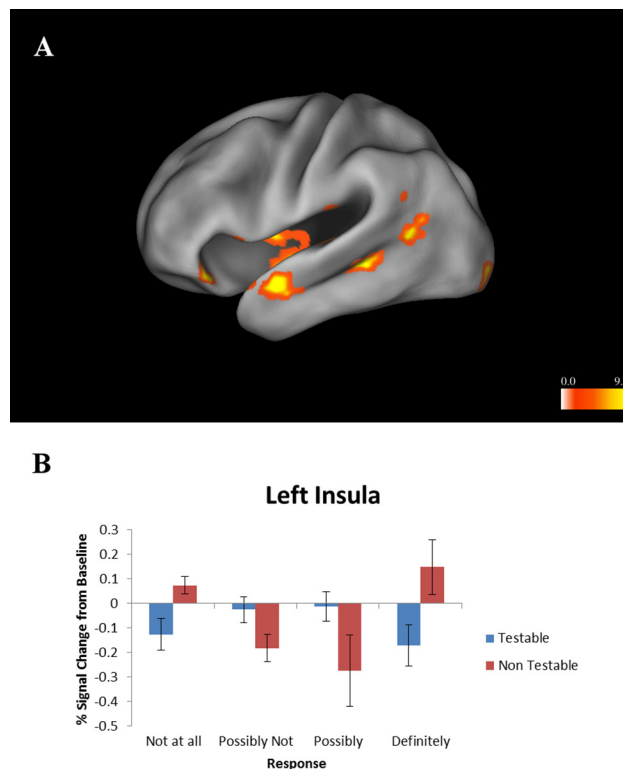 A
0.0 9.
B
Left Insula
% Signal Change from Baseline
0.3
0.2
0.1
0
-0.1
-0.2
-0.3
-0.4
-0.5
Not at all Possibly Not Possibly Definitely
Response
Testable
Non Testable